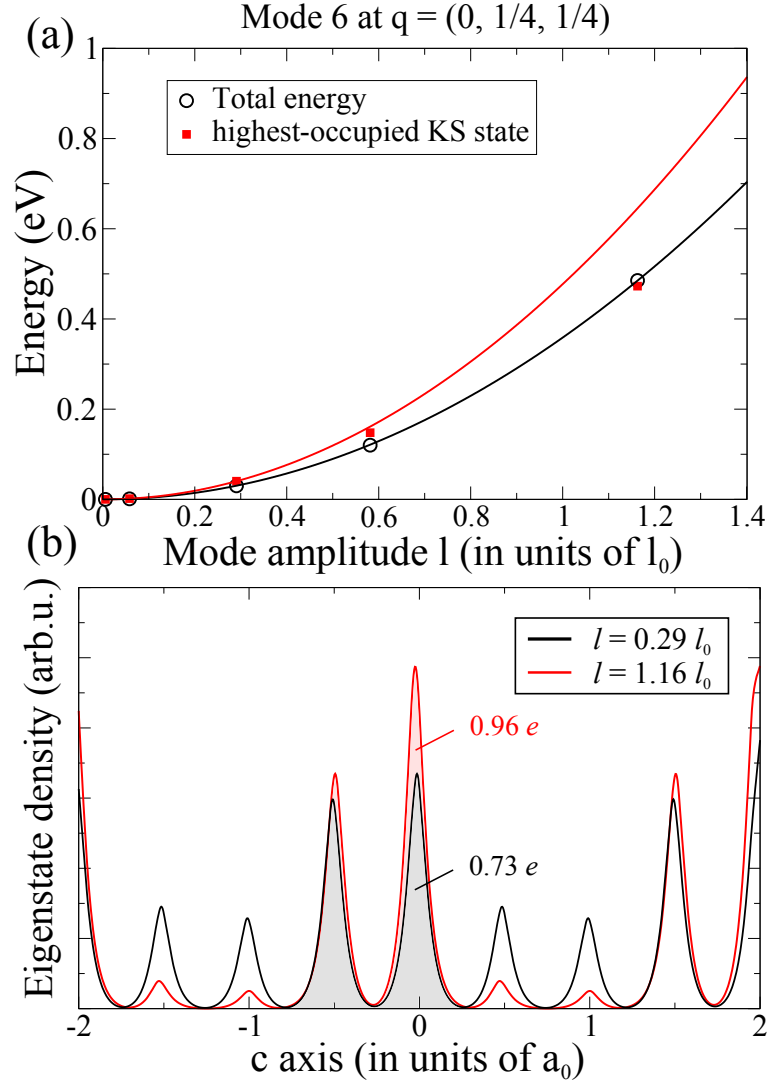 Mode 6 at q = (0, 1/4, 1/4)
(a)
1
0.8
0.6
0.4
0.2
0
Energy (eV)
Total energy
highest-occupied KS state
0 0.2 0.4 0.6 0.8 1 1.2 1.4
Mode amplitude l (in units of l₀)
(b)
Eigenstate density (arb.u.)
l = 0.29 l₀
l = 1.16 l₀
0.96 e
0.73 e
-2 -1 0 1 2
c axis (in units of a₀)